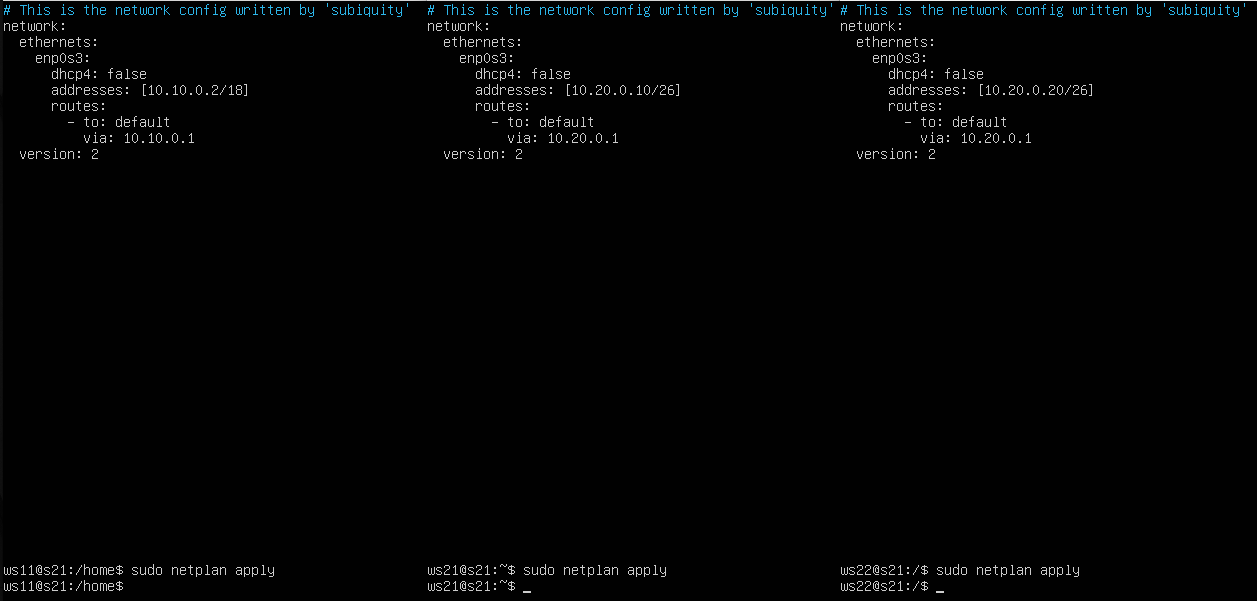 # This is the network config written by 'subiquity'
network:
  ethernets:
    enp0s3:
      dhcp4: false
      addresses: [10.10.0.2/18]
      routes:
        - to: default
          via: 10.10.0.1
  version: 2
ws11@s21:/home$ sudo netplan apply
ws11@s21:/home$
# This is the network config written by 'subiquity'
network:
  ethernets:
    enp0s3:
      dhcp4: false
      addresses: [10.20.0.10/26]
      routes:
        - to: default
          via: 10.20.0.1
  version: 2
ws21@s21:~$ sudo netplan apply
ws21@s21:~$ _
# This is the network config written by 'subiquity'
network:
  ethernets:
    enp0s3:
      dhcp4: false
      addresses: [10.20.0.20/26]
      routes:
        - to: default
          via: 10.20.0.1
  version: 2
ws22@s21:/$ sudo netplan apply
ws22@s21:/$ _